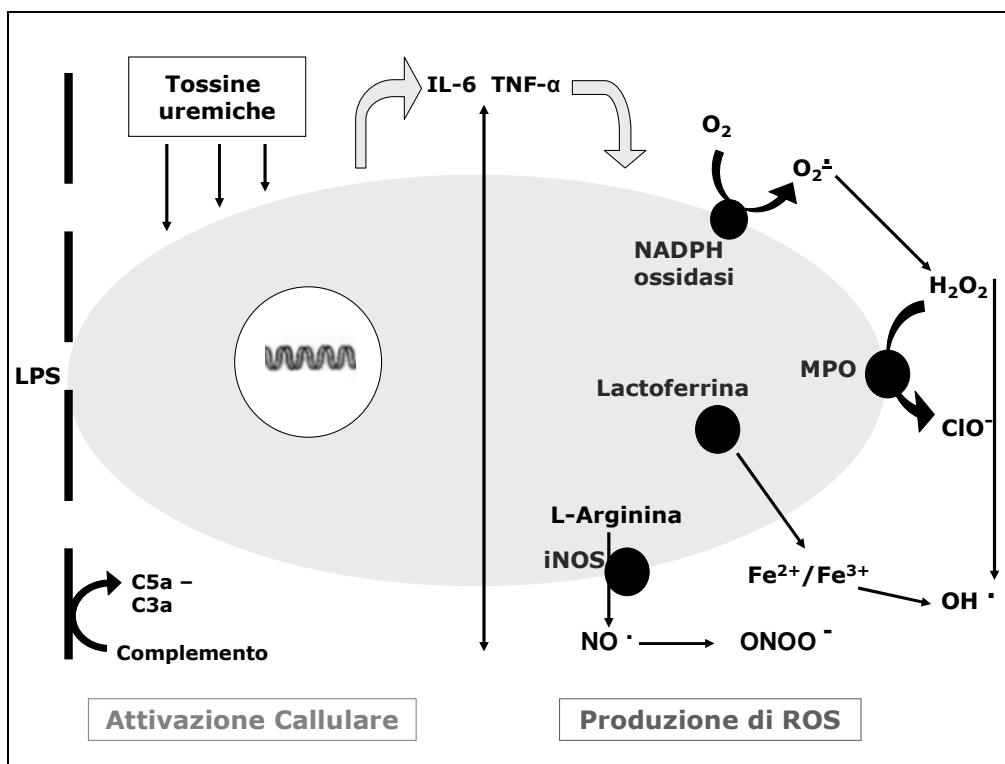 Tossine
uremiche
IL-6 TNF-α
O₂
O₂∸
NADPH
ossidasi
H₂O₂
LPS
MPO
Lactoferrina
ClO⁻
L-Arginina
iNOS
Fe²⁺/Fe³⁺
OH ·
C5a –
C3a
Complemento
NO · ONOO ⁻
Attivazione Callulare
Produzione di ROS